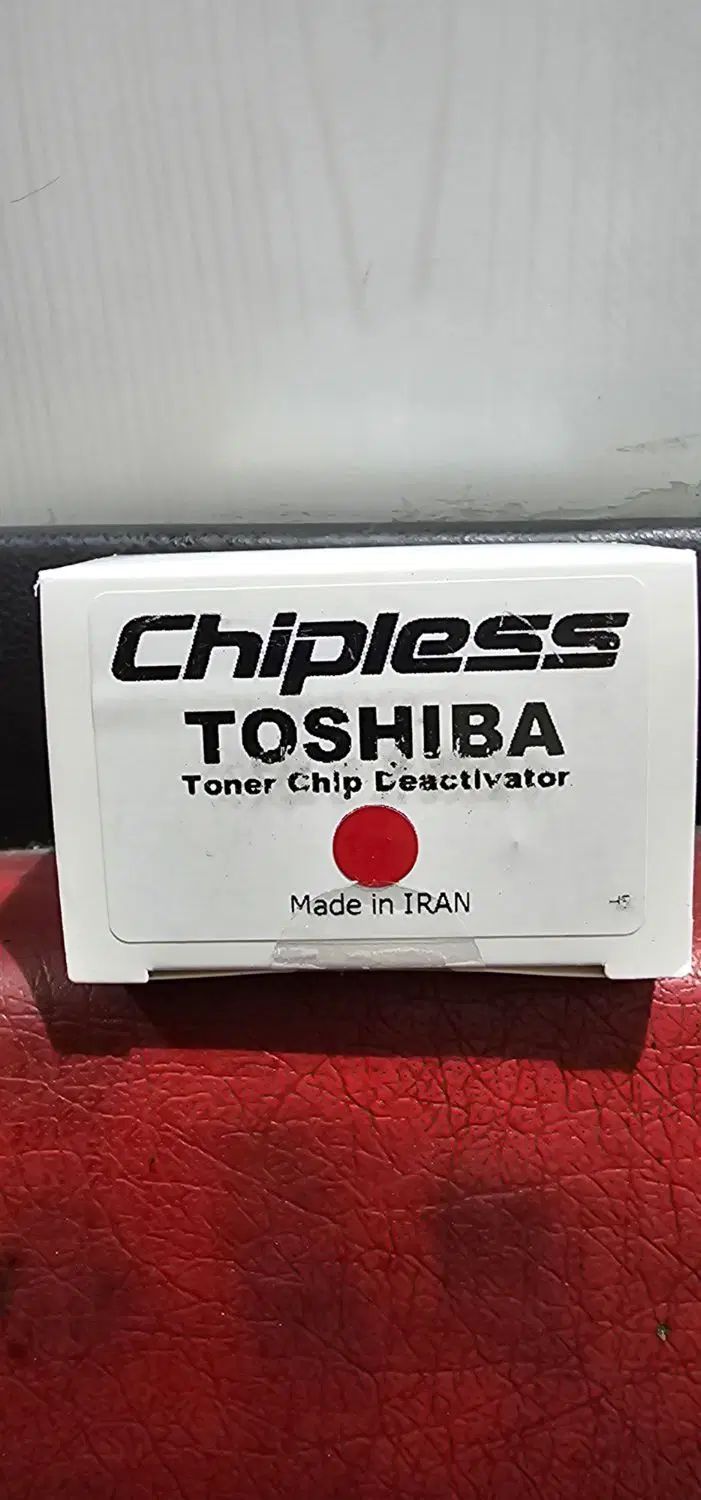 Chipless
TOSHIBA
Toner Chip Deactivator
Made in IRAN